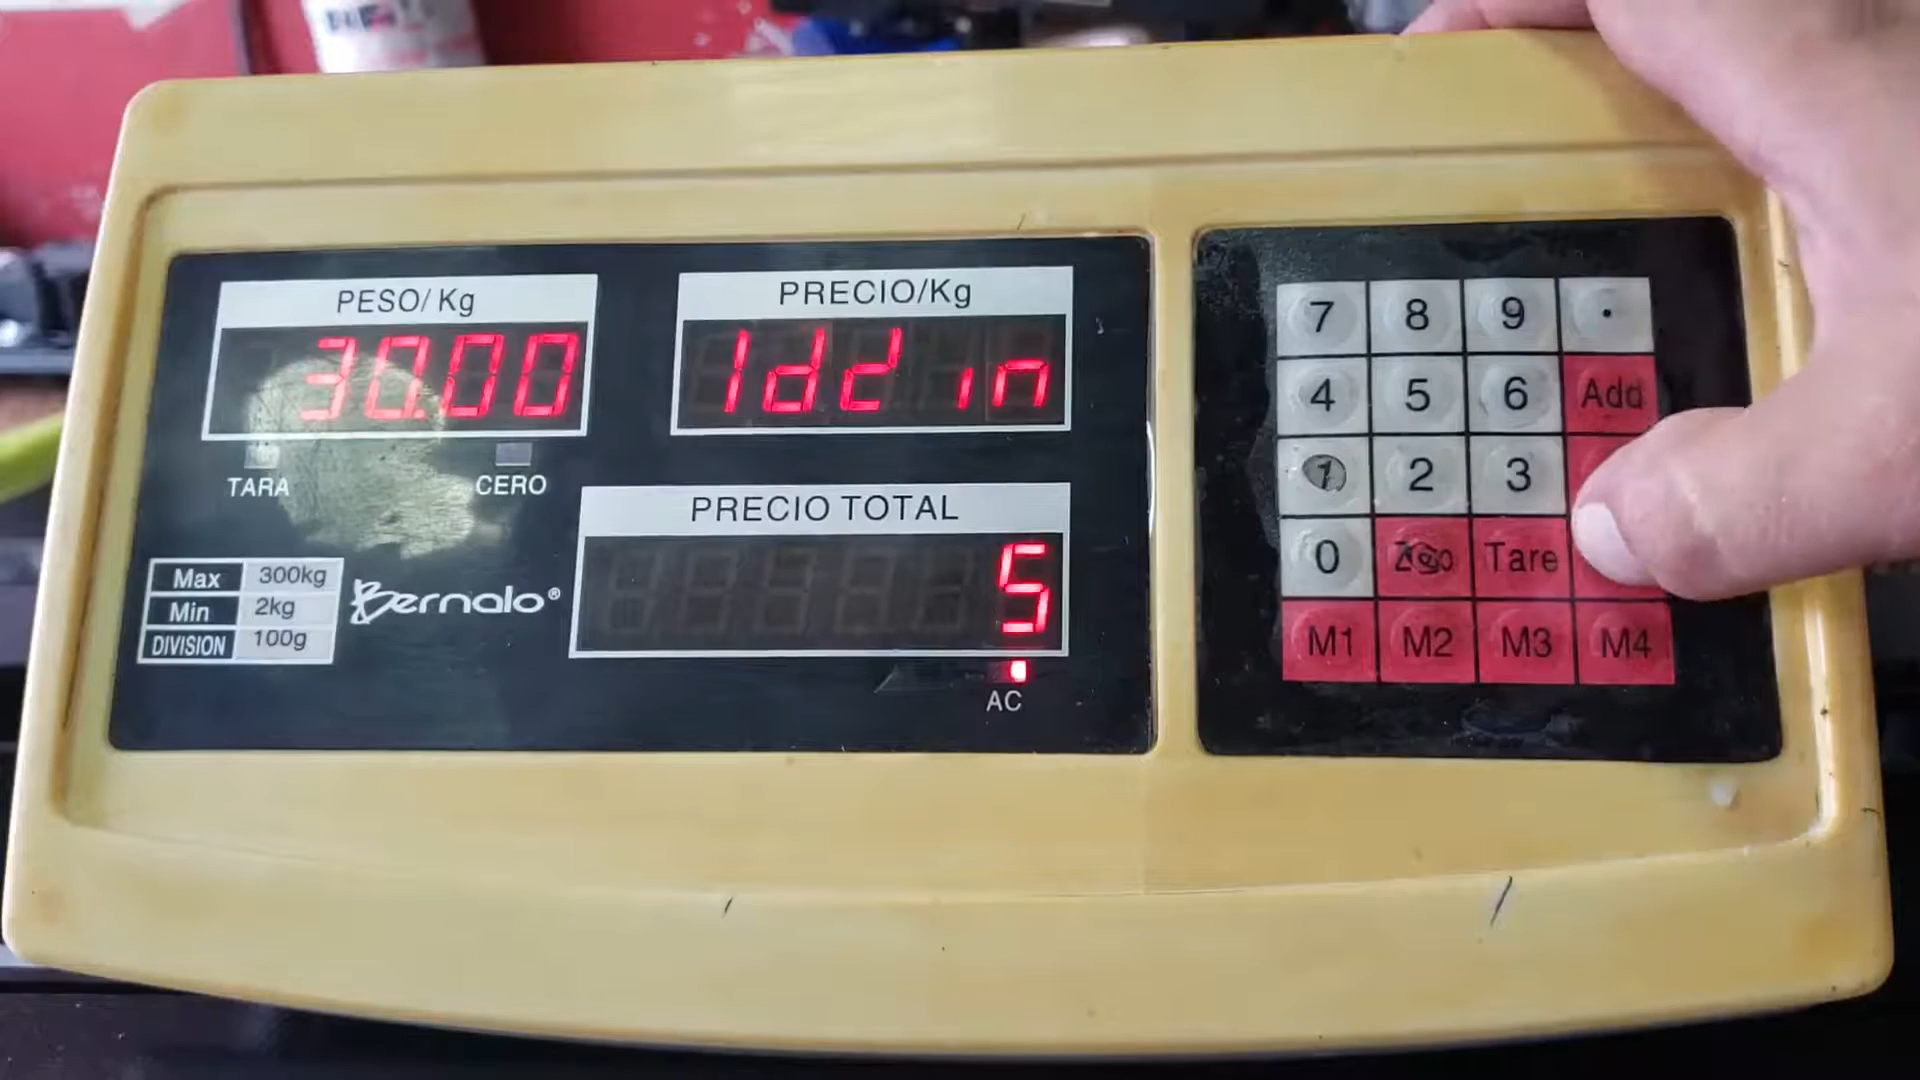 PESO/Kg
30.00
PRECIO/Kg
1d2 in
TARA
CERO
PRECIO TOTAL
5
AC
Max 300kg
Min 2kg
DIVISION 100g
Bernalo®
7 8 9 .
4 5 6 Add
1 2 3
0 Tare
M1 M2 M3 M4